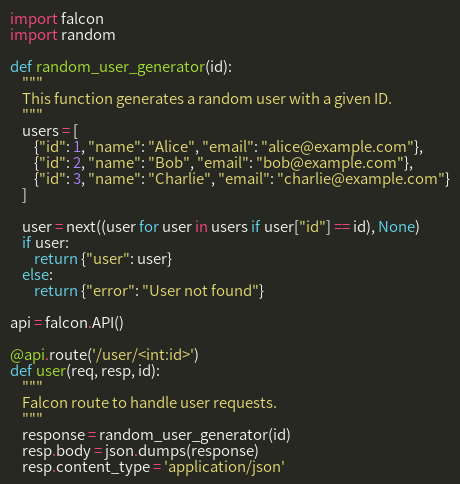 import falcon
import random

def random_user_generator(id):
    """
    This function generates a random user with a given ID.
    """
    users = [
        {"id": 1, "name": "Alice", "email": "alice@example.com"},
        {"id": 2, "name": "Bob", "email": "bob@example.com"},
        {"id": 3, "name": "Charlie", "email": "charlie@example.com"}
    ]

    user = next((user for user in users if user["id"] == id), None)
    if user:
        return {"user": user}
    else:
        return {"error": "User not found"}

api = falcon.API()

@api.route('/user/<int:id>')
def user(req, resp, id):
    """
    Falcon route to handle user requests.
    """
    response = random_user_generator(id)
    resp.body = json.dumps(response)
    resp.content_type = 'application/json'